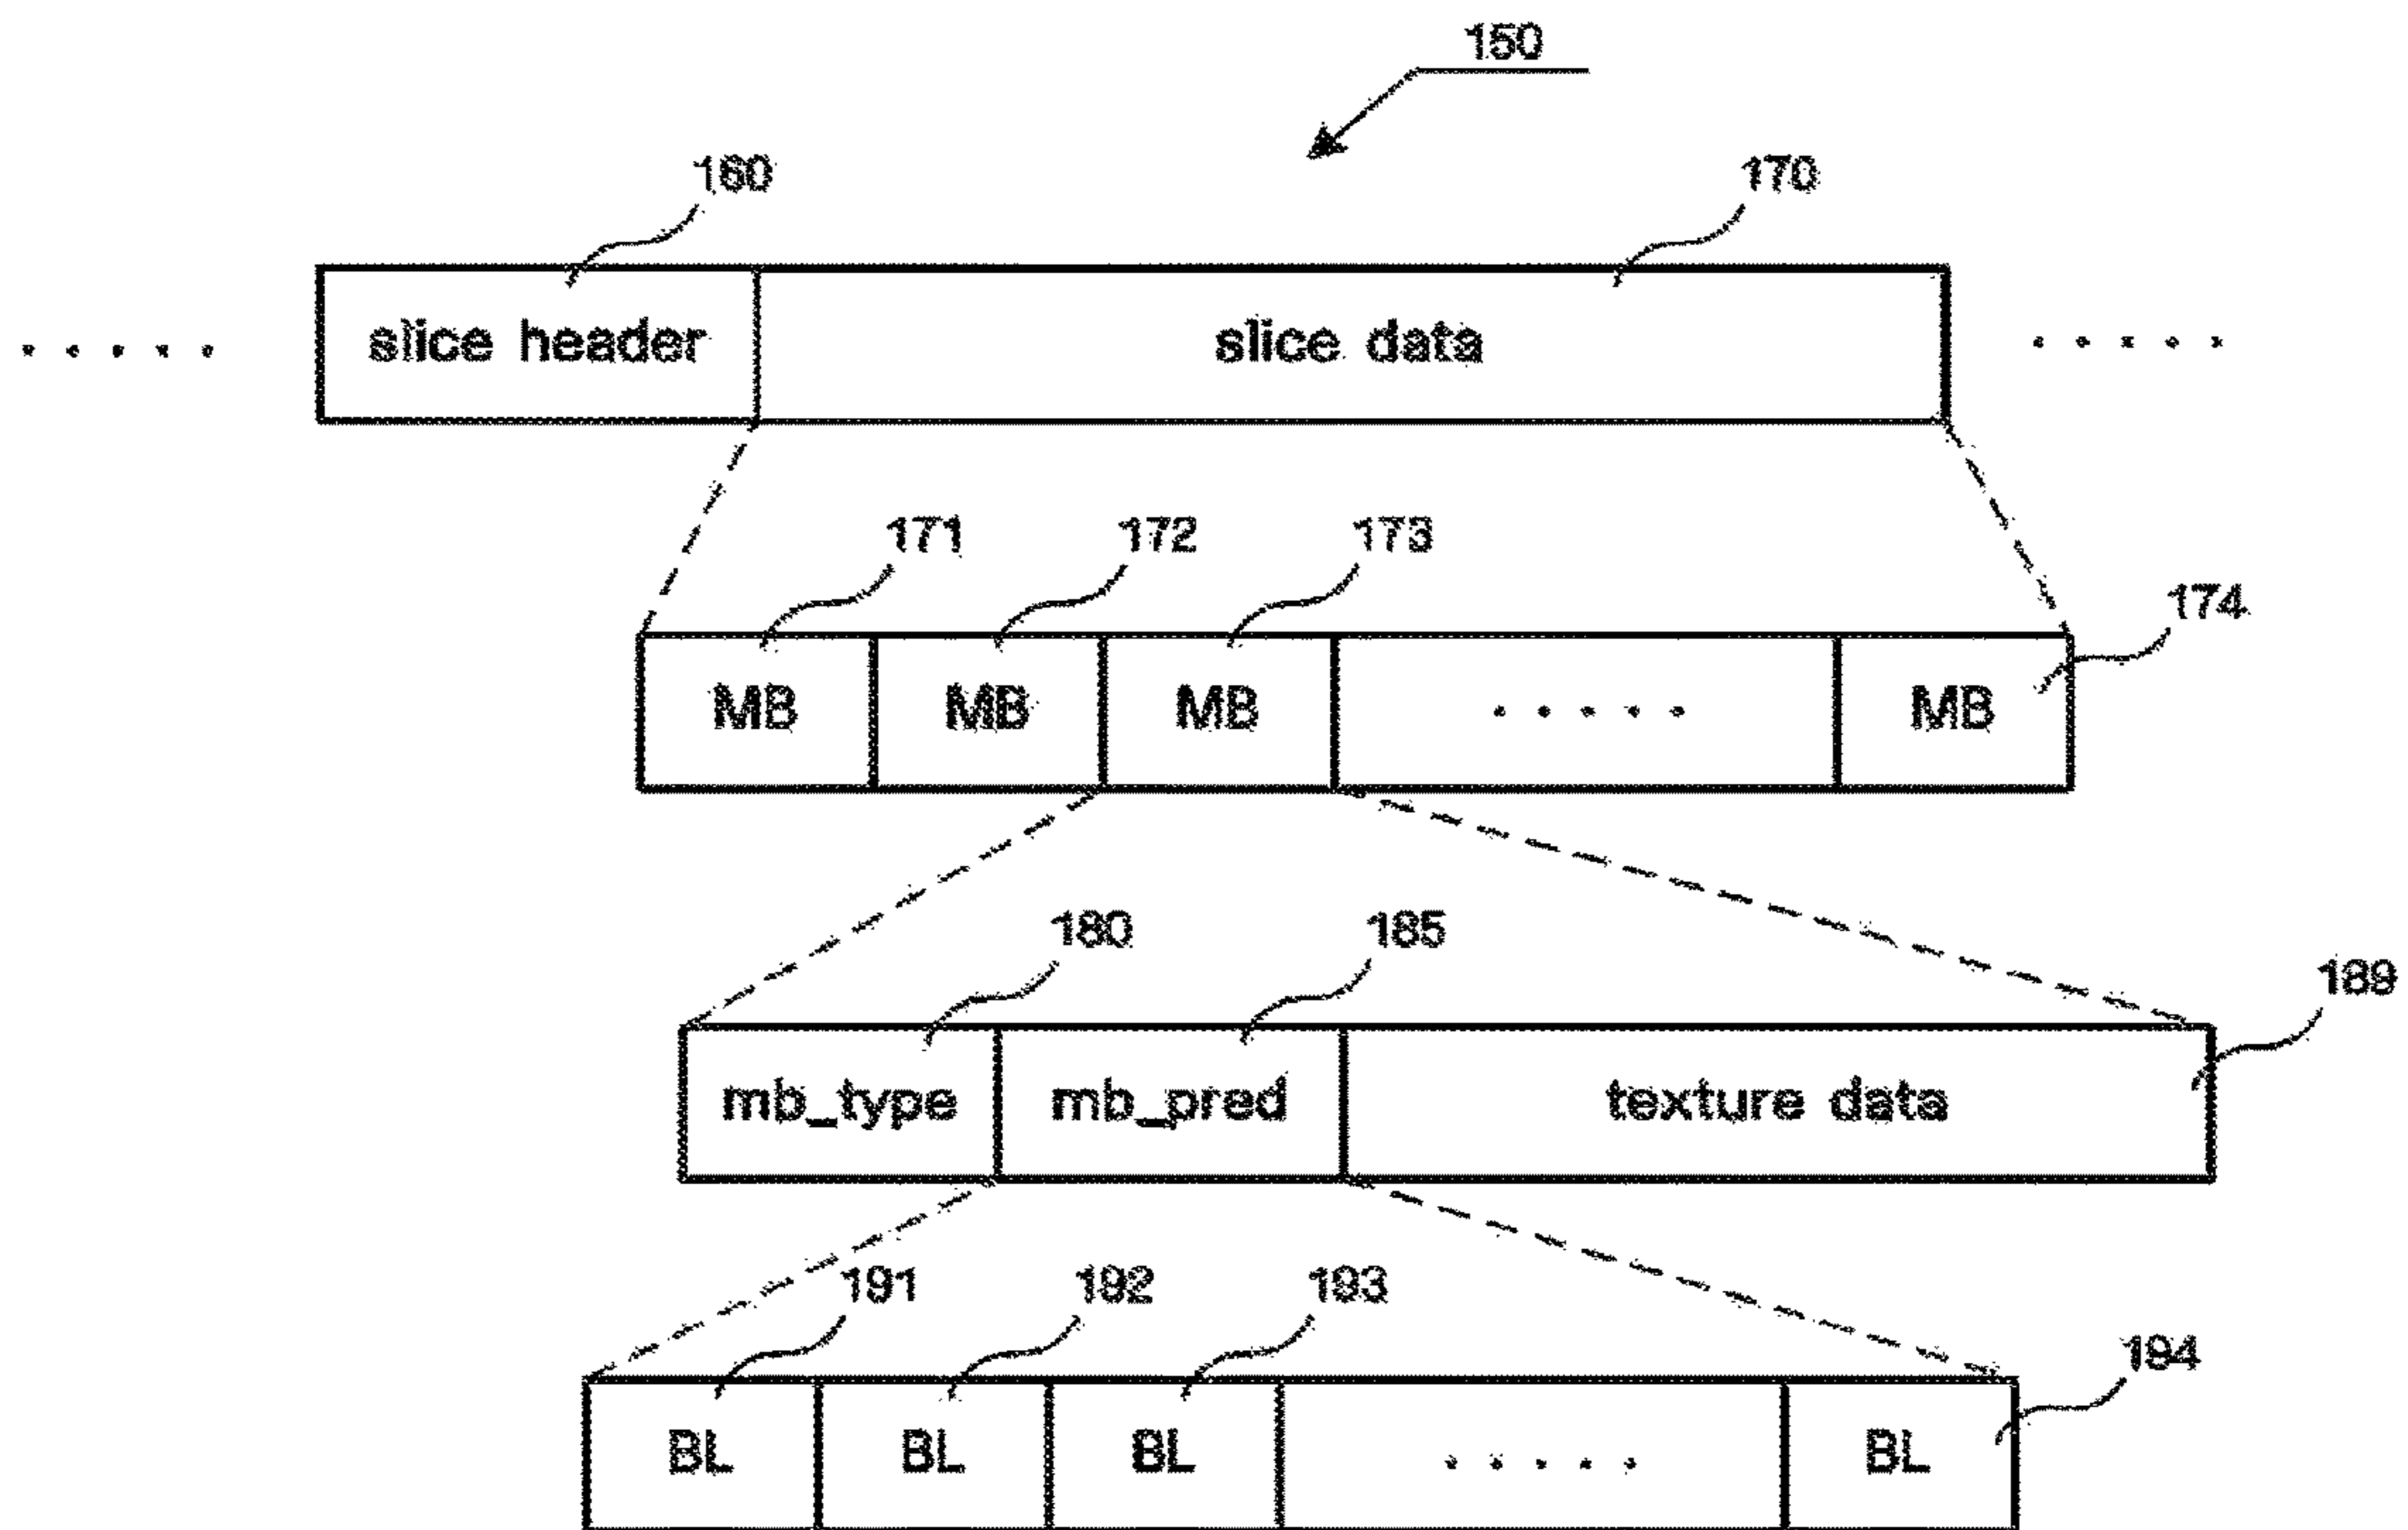 150
160 170
..... slice header slice data .....
171 172 173 174
MB MB MB ..... MB
180 185 189
mb_type mb_pred texture data
191 192 193 194
BL BL BL ..... BL